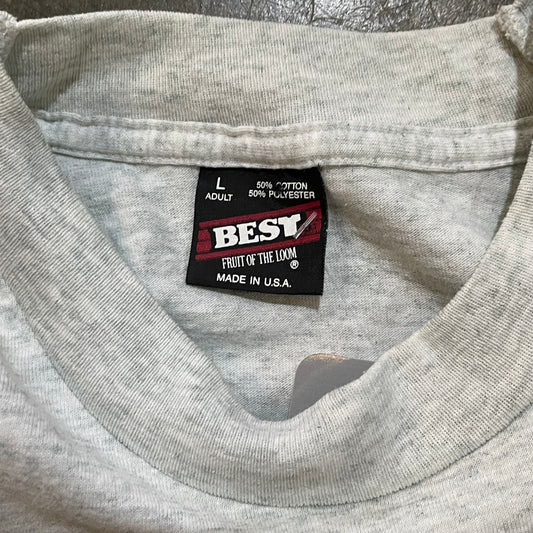 L
ADULT
50% COTTON
50% POLYESTER
BEST
FRUIT OF THE LOOM
®
MADE IN U.S.A.